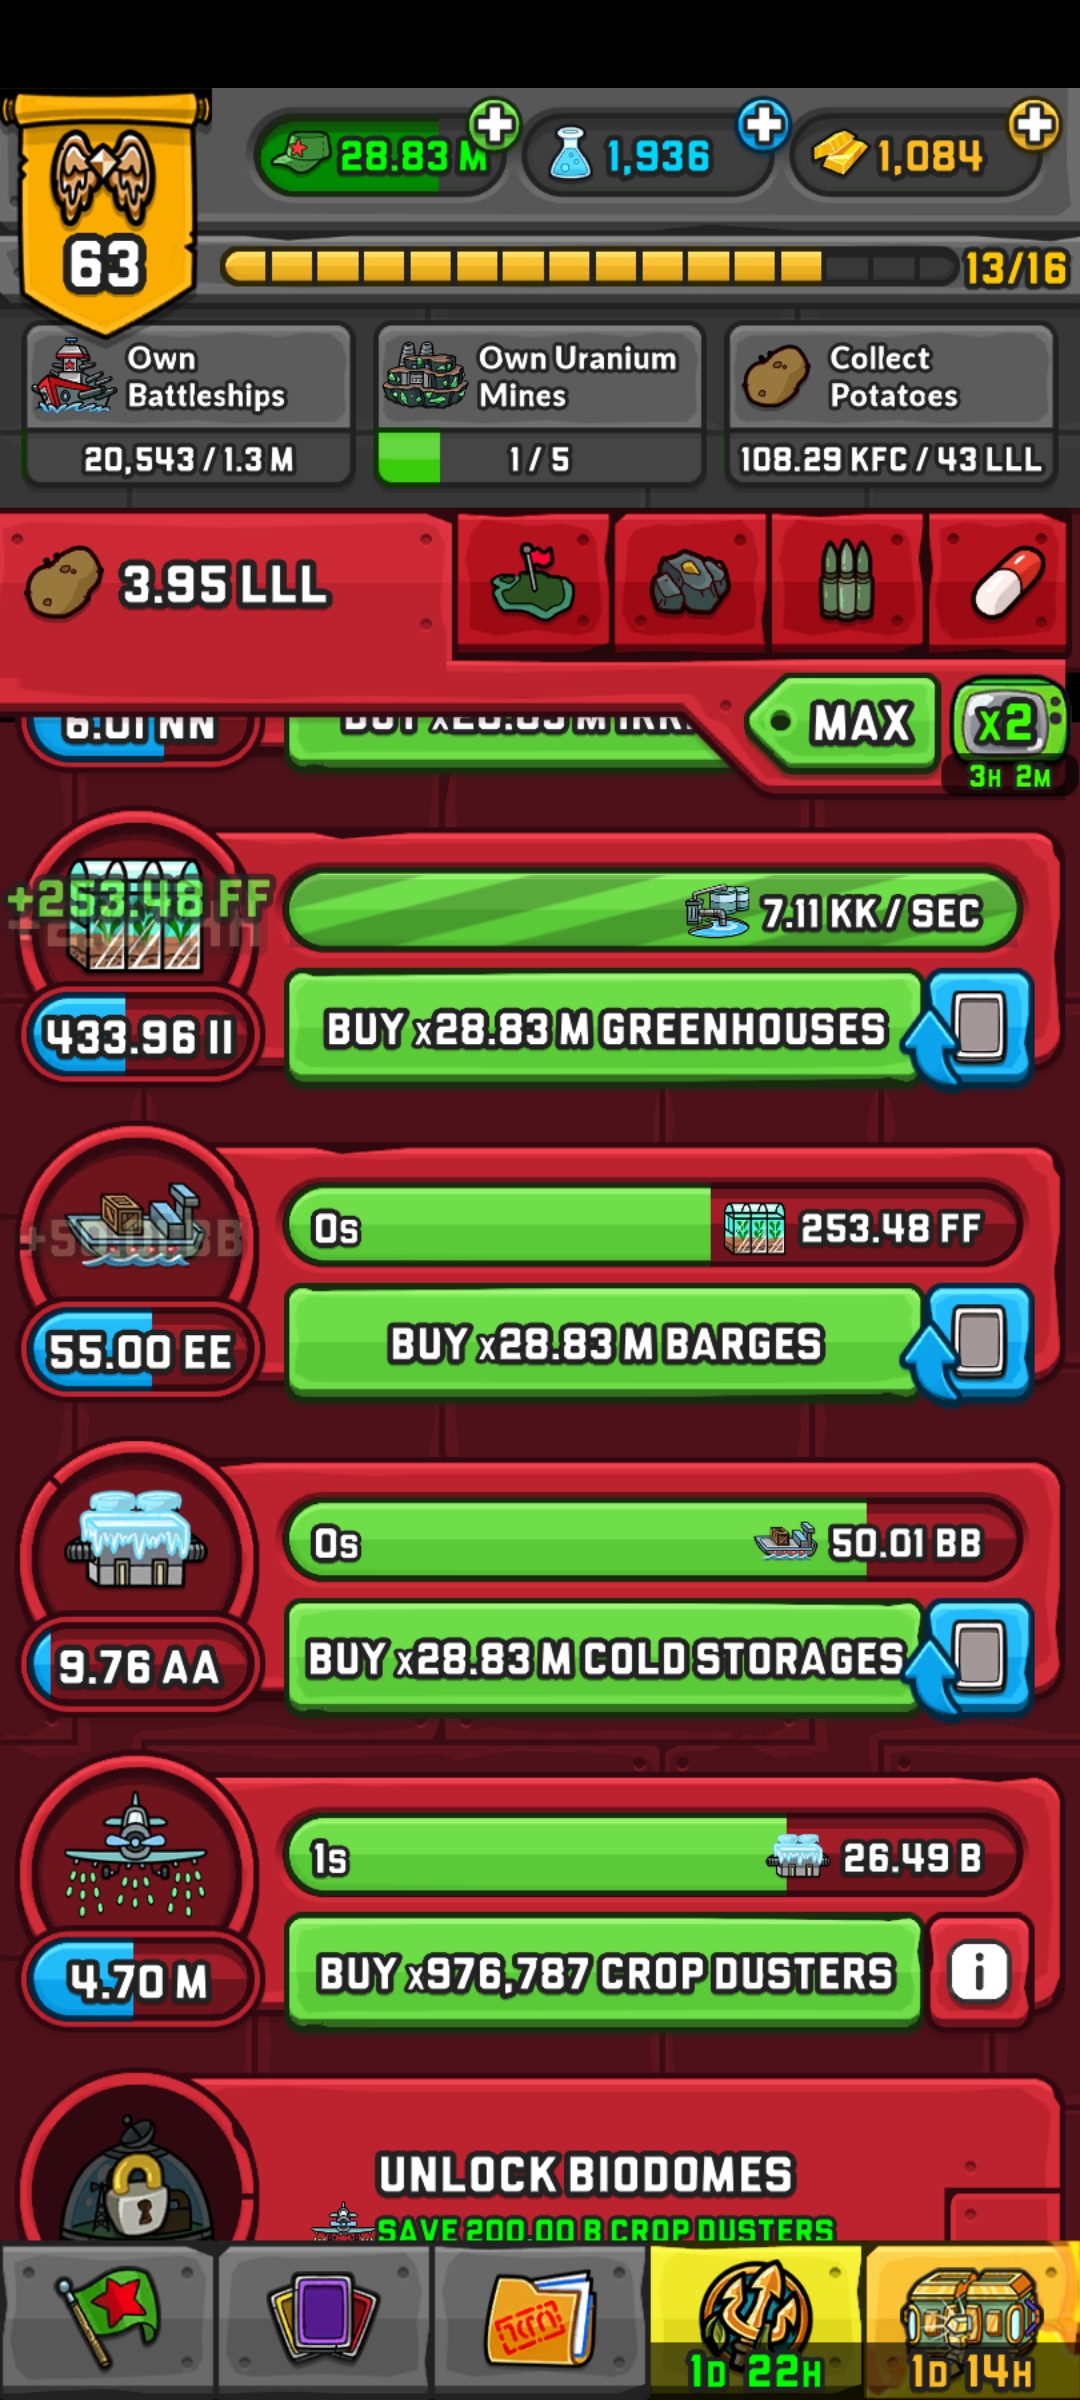 28.83 M
1,936
1,084
63
13/16
Own
Battleships
20,543 / 1.3 M
Own Uranium
Mines
1 / 5
Collect
Potatoes
108.29 KFC / 43 LLL
3.95 LLL
MAX
x2
3H 2M
6.01 NN
BUY x28.83 M
+253.48 FF
7.11 KK / SEC
433.96 II
BUY x28.83 M GREENHOUSES
0s
253.48 FF
55.00 EE
BUY x28.83 M BARGES
0s
50.01 BB
9.76 AA
BUY x28.83 M COLD STORAGES
1s
26.49 B
4.70 M
BUY x976,787 CROP DUSTERS
i
UNLOCK BIODOMES
SAVE 200.00 B CROP DUSTERS
1D 22H
1D 14H